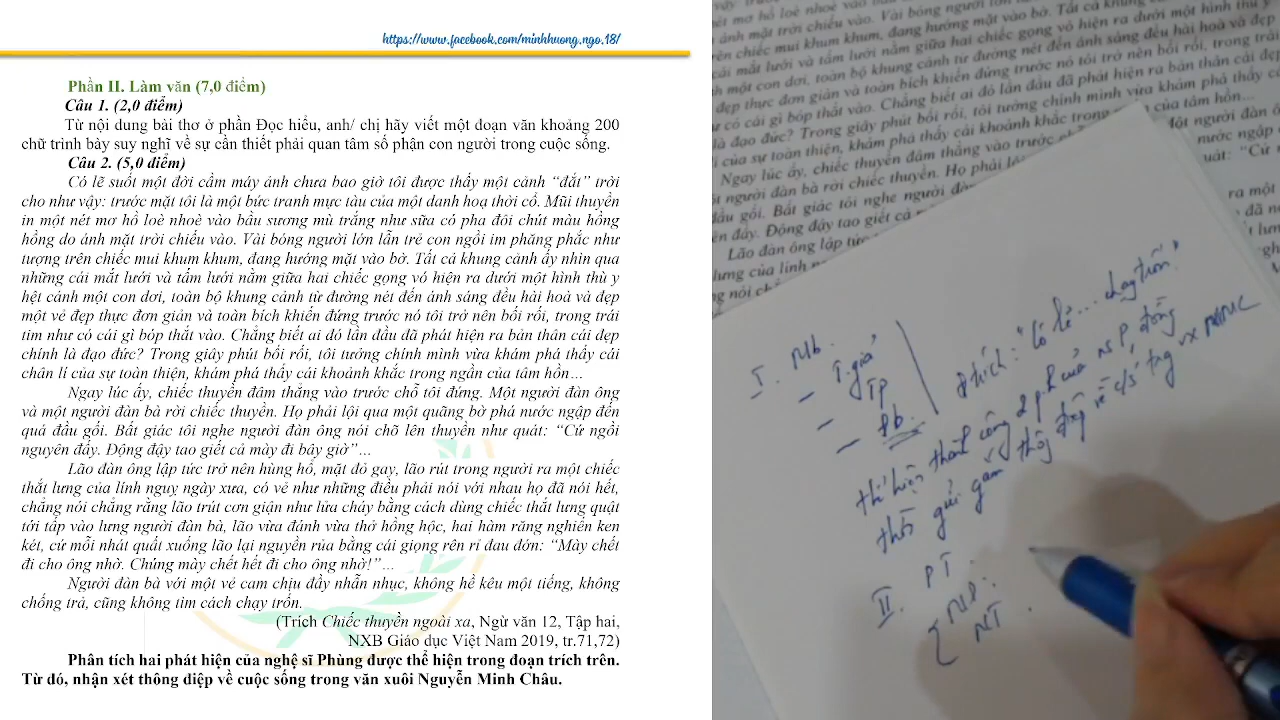 https://www.facebook.com/minhhuong.ngo.18/
Phần II. Làm văn (7,0 điểm)
Câu 1. (2,0 điểm)
Từ nội dung bài thơ ở phần Đọc hiểu, anh/ chị hãy viết một đoạn văn khoảng 200
chữ trình bày suy nghĩ về sự cần thiết phải quan tâm số phận con người trong cuộc sống.
Câu 2. (5,0 điểm)
Có lẽ suốt một đời cầm máy ảnh chưa bao giờ tôi được thấy một cảnh “đắt” trời
cho như vậy: trước mặt tôi là một bức tranh mực tàu của một danh hoạ thời cổ. Mũi thuyền
in một nét mơ hồ loè nhoè vào bầu sương mù trắng như sữa có pha đôi chút màu hồng
hồng do ánh mặt trời chiếu vào. Vài bóng người lớn lẫn trẻ con ngồi im phăng phắc như
tượng trên chiếc mui khum khum, đang hướng mặt vào bờ. Tất cả khung cảnh ấy nhìn qua
những cái mắt lưới và tấm lưới nằm giữa hai chiếc gọng vó hiện ra dưới một hình thù y
hệt cánh một con dơi, toàn bộ khung cảnh từ đường nét đến ánh sáng đều hài hoà và đẹp
một vẻ đẹp thực đơn giản và toàn bích khiến đứng trước nó tôi trở nên bối rối, trong trái
tim như có cái gì bóp thắt vào. Chẳng biết ai đó lần đầu đã phát hiện ra bản thân cái đẹp
chính là đạo đức? Trong giây phút bối rối, tôi tưởng chính mình vừa khám phá thấy cái
chân lí của sự toàn thiện, khám phá thấy cái khoảnh khắc trong ngần của tâm hồn...
Ngay lúc ấy, chiếc thuyền đâm thẳng vào trước chỗ tôi đứng. Một người đàn ông
và một người đàn bà rời chiếc thuyền. Họ phải lội qua một quãng bờ phá nước ngập đến
quá đầu gối. Bất giác tôi nghe người đàn ông nói chõ lên thuyền như quát: “Cứ ngồi
nguyên đấy. Động đậy tao giết cả mày đi bây giờ”...
Lão đàn ông lập tức trở nên hùng hổ, mặt đỏ gay, lão rút trong người ra một chiếc
thắt lưng của lính nguỵ ngày xưa, có vẻ như những điều phải nói với nhau họ đã nói hết,
chẳng nói chẳng rằng lão trút cơn giận như lửa cháy bằng cách dùng chiếc thắt lưng quật
tới tấp vào lưng người đàn bà, lão vừa đánh vừa thở hồng hộc, hai hàm răng nghiến ken
két, cứ mỗi nhát quất xuống lão lại nguyền rủa bằng cái giọng rên rỉ đau đớn: “Mày chết
đi cho ông nhờ. Chúng mày chết tết đi cho ông nhờ!”...
Người đàn bà với một vẻ cam chịu đầy nhẫn nhục, không hề kêu một tiếng, không
chống trả, cũng không tìm cách chạy trốn.
(Trích Chiếc thuyền ngoài xa, Ngữ văn 12, Tập hai,
NXB Giáo dục Việt Nam 2019, tr.71,72)
Phân tích hai phát hiện của nghệ sĩ Phùng được thể hiện trong đoạn trích trên.
Từ đó, nhận xét thông điệp về cuộc sống trong văn xuôi Nguyễn Minh Châu.
I. Mb.
- T.giả
- TP
- Đb.
Đtrích: “Có lẽ... chạy trốn”
thể hiện thành công 2 p.h của NS P, đồng
thời gửi gắm thông điệp về c/s trg vx NMC
II. PT.
NP.
NT.